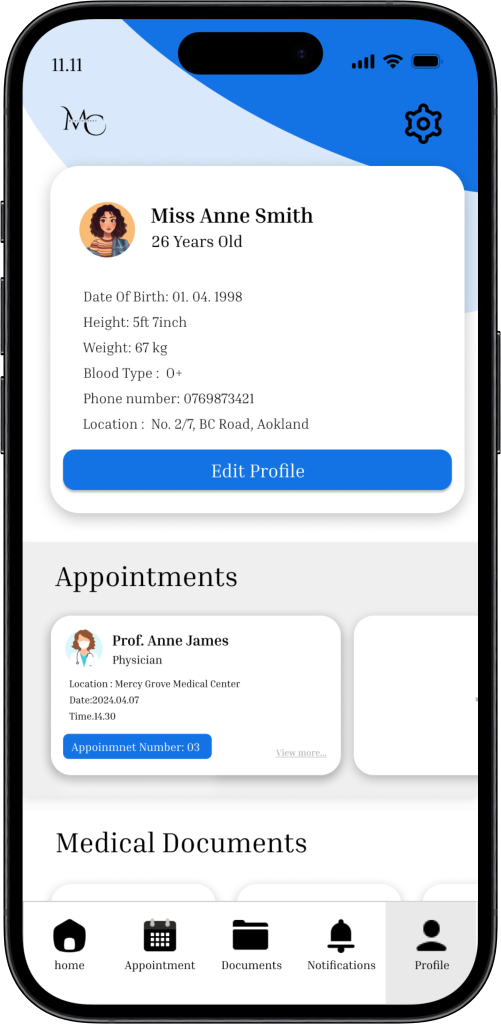 11.11
MC
Miss Anne Smith
26 Years Old
Date Of Birth: 01. 04. 1998
Height: 5ft 7inch
Weight: 67 kg
Blood Type : O+
Phone number: 0769873421
Location : No. 2/7, BC Road, Aokland
Edit Profile
Appointments
Prof. Anne James
Physician
Location : Mercy Grove Medical Center
Date:2024.04.07
Time.14.30
Appoinmnet Number: 03
View more...
Medical Documents
home
Appointment
Documents
Notifications
Profile